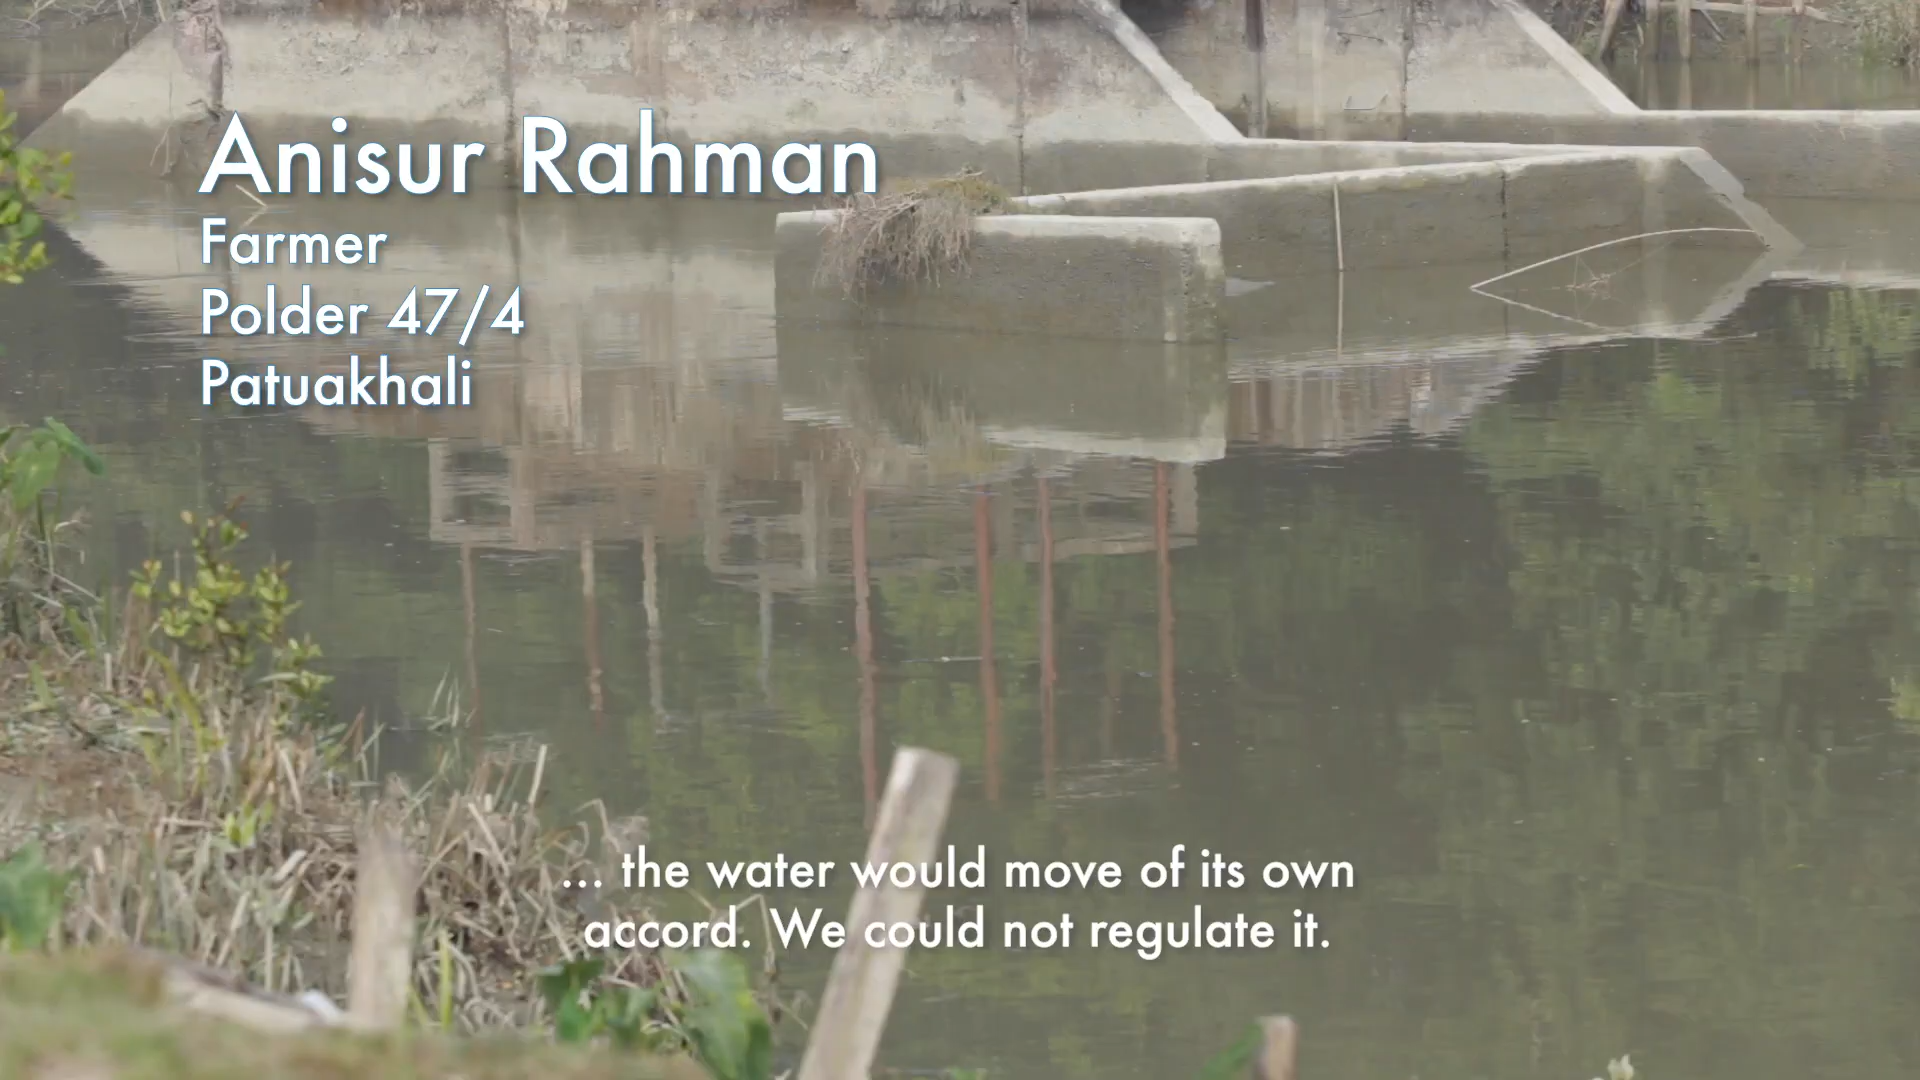 Anisur Rahman
Farmer
Polder 47/4
Patuakhali
... the water would move of its own
accord. We could not regulate it.